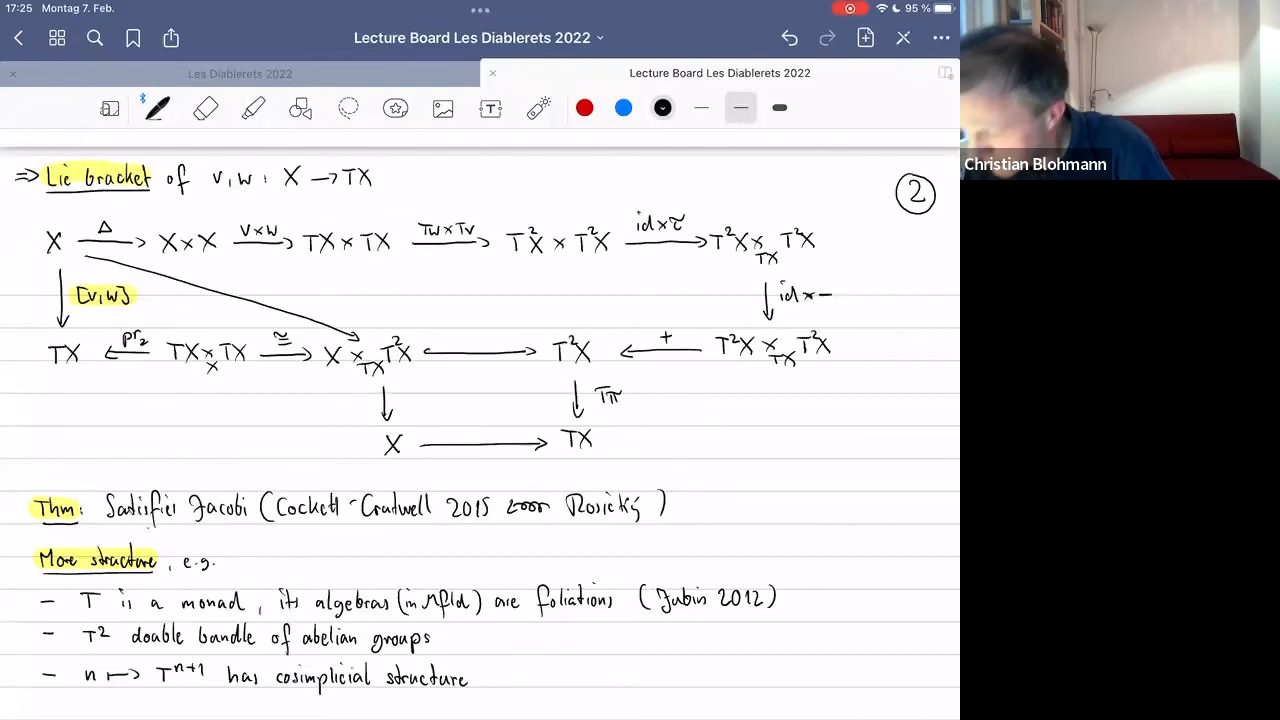 17:25 Montag 7. Feb.
95 %
Lecture Board Les Diablerets 2022
Les Diablerets 2022
Lecture Board Les Diablerets 2022
Christian Blohmann
⇒ Lie bracket of v,w: X → TX
2
X —Δ→ X × X —v×w→ TX × TX —Tw×Tv→ T²X × T²X —id×τ→ T²X ×_TX T²X
↓ [v,w] ↓ id×−
TX ←pr₂— TX ×_X TX —≅→ X ×_TX T²X ⟶ T²X ←+— T²X ×_TX T²X
↓ ↓ Tπ
X ⟶ TX
Thm: Satisfies Jacobi (Cockett-Crutwell 2015 ← Rosický)
More structure, e.g.
- T is a monad, its algebras (in Mfld) are foliations (Jubin 2012)
- T² double bundle of abelian groups
- n ↦ Tⁿ⁺¹ has cosimplicial structure